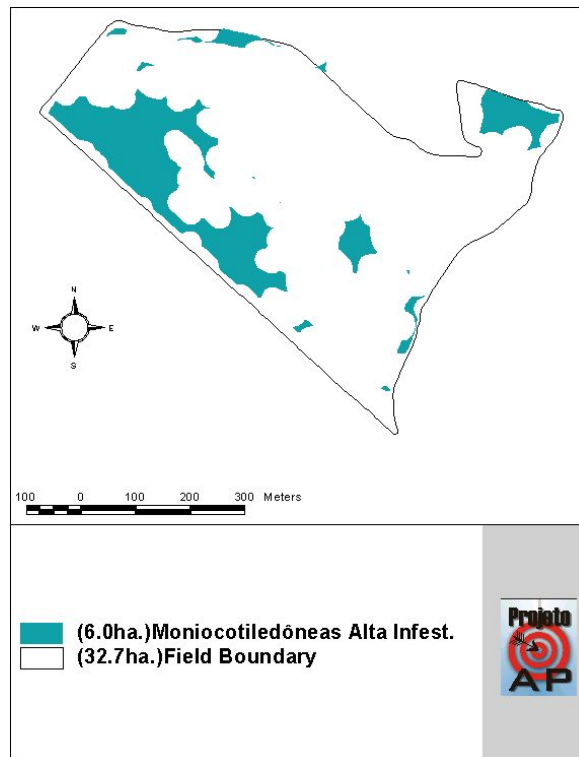 N
W E
S
100 0 100 200 300 Meters
(6.0ha.)Moniocotiledôneas Alta Infest.
(32.7ha.)Field Boundary
Projeto
AP